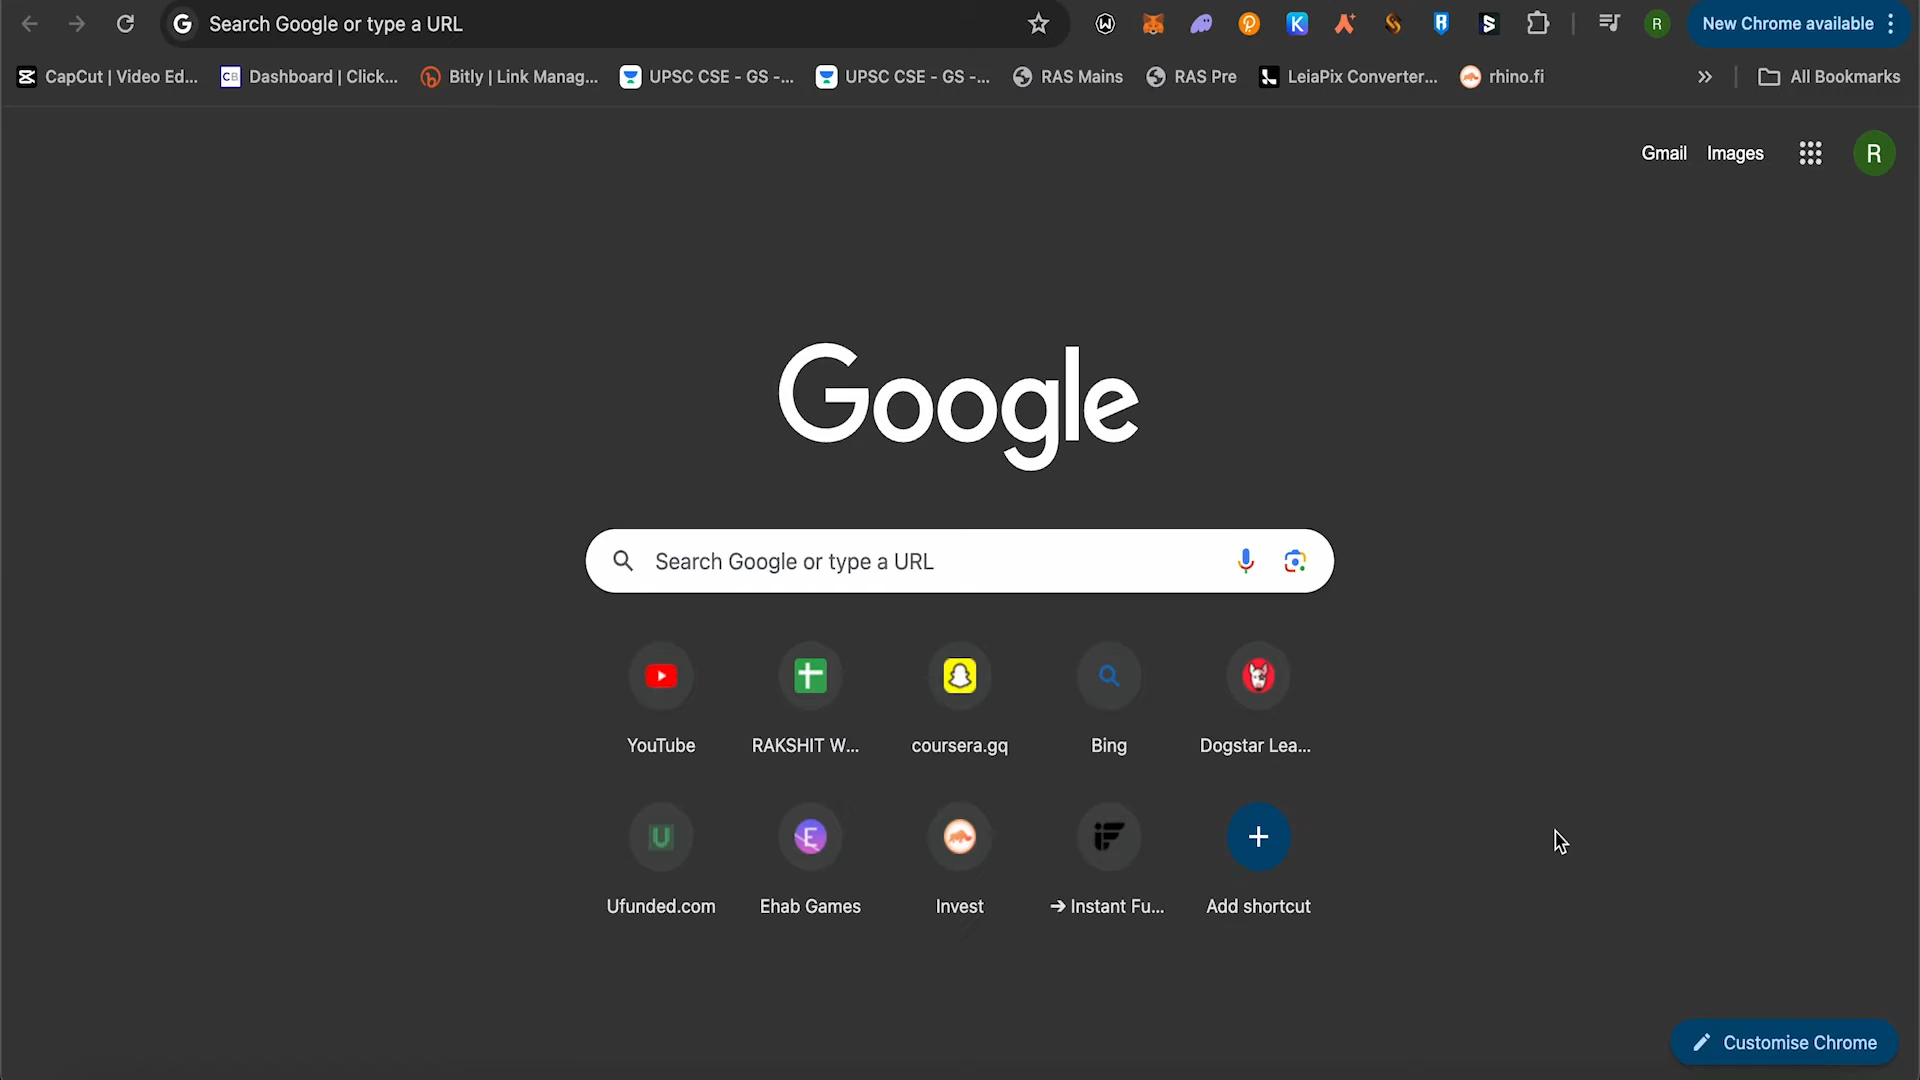 Search Google or type a URL
R
New Chrome available
CapCut | Video Ed...
CB
Dashboard | Click...
Bitly | Link Manag...
UPSC CSE - GS -...
UPSC CSE - GS -...
RAS Mains
RAS Pre
LeiaPix Converter...
rhino.fi
All Bookmarks
Gmail
Images
R
Google
Search Google or type a URL
YouTube
RAKSHIT W...
coursera.gq
Bing
Dogstar Lea...
U
E
Ufunded.com
Ehab Games
Invest
→ Instant Fu...
Add shortcut
Customise Chrome